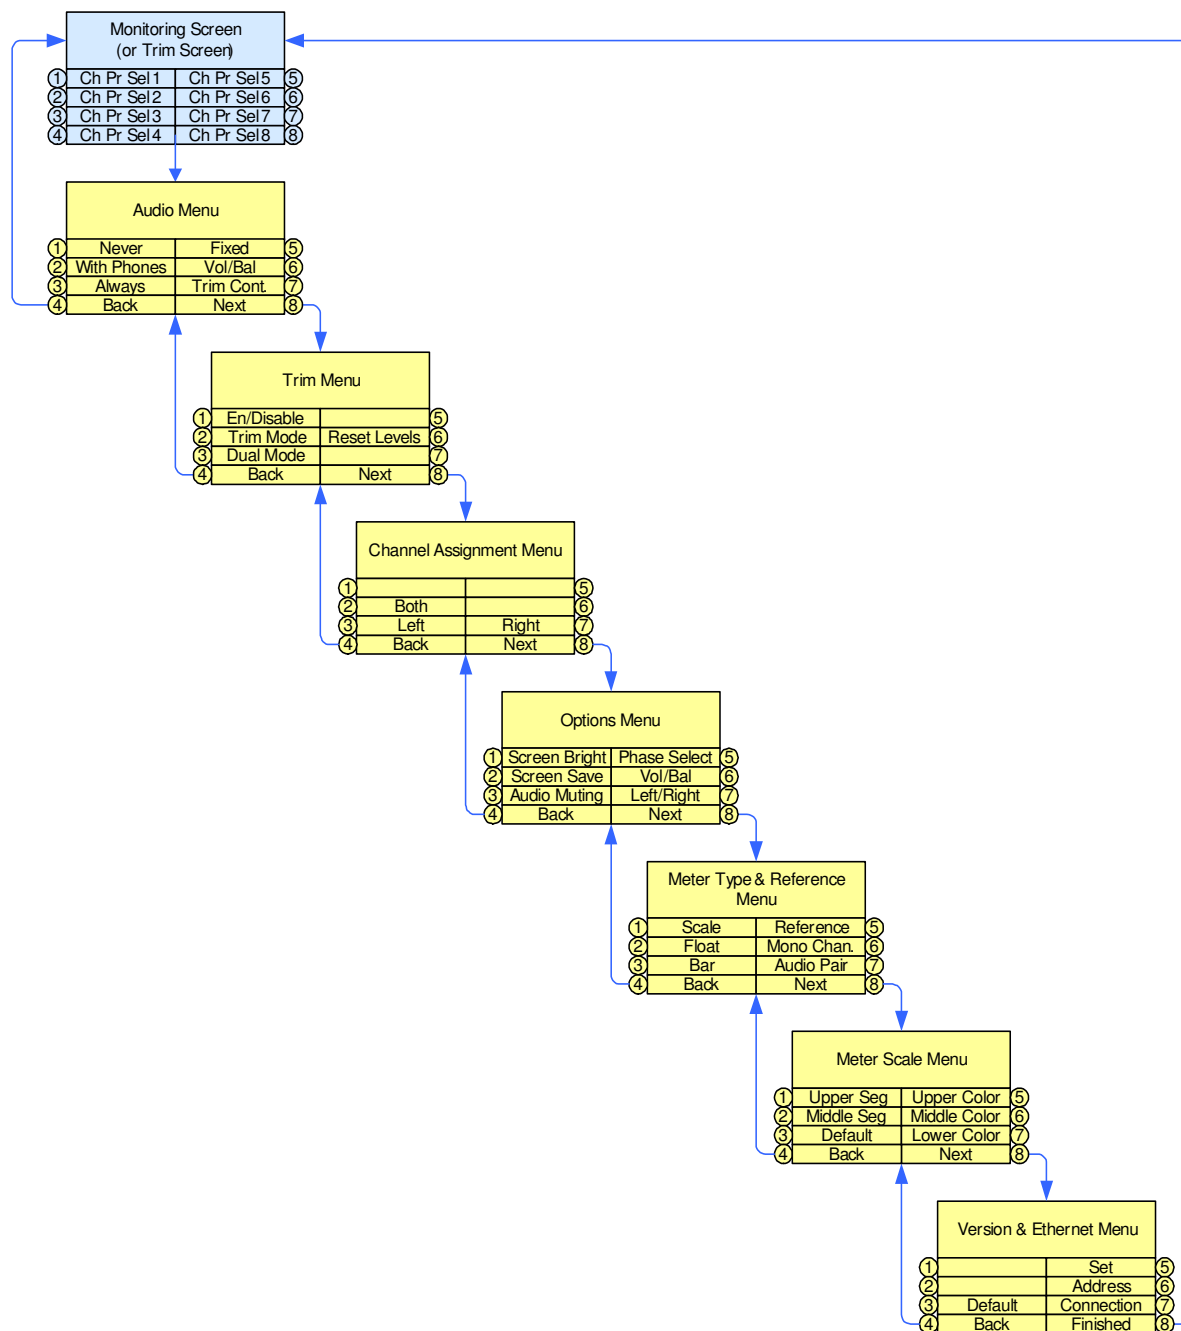 Monitoring Screen
(or Trim Screen)
1 Ch Pr Sel 1 Ch Pr Sel 5 5
2 Ch Pr Sel 2 Ch Pr Sel 6 6
3 Ch Pr Sel 3 Ch Pr Sel 7 7
4 Ch Pr Sel 4 Ch Pr Sel 8 8
Audio Menu
1 Never Fixed 5
2 With Phones Vol/Bal 6
3 Always Trim Cont. 7
4 Back Next 8
Trim Menu
1 En/Disable 5
2 Trim Mode Reset Levels 6
3 Dual Mode 7
4 Back Next 8
Channel Assignment Menu
1 5
2 Both 6
3 Left Right 7
4 Back Next 8
Options Menu
1 Screen Bright Phase Select 5
2 Screen Save Vol/Bal 6
3 Audio Muting Left/Right 7
4 Back Next 8
Meter Type & Reference
Menu
1 Scale Reference 5
2 Float Mono Chan. 6
3 Bar Audio Pair 7
4 Back Next 8
Meter Scale Menu
1 Upper Seg Upper Color 5
2 Middle Seg Middle Color 6
3 Default Lower Color 7
4 Back Next 8
Version & Ethernet Menu
1 Set 5
2 Address 6
3 Default Connection 7
4 Back Finished 8